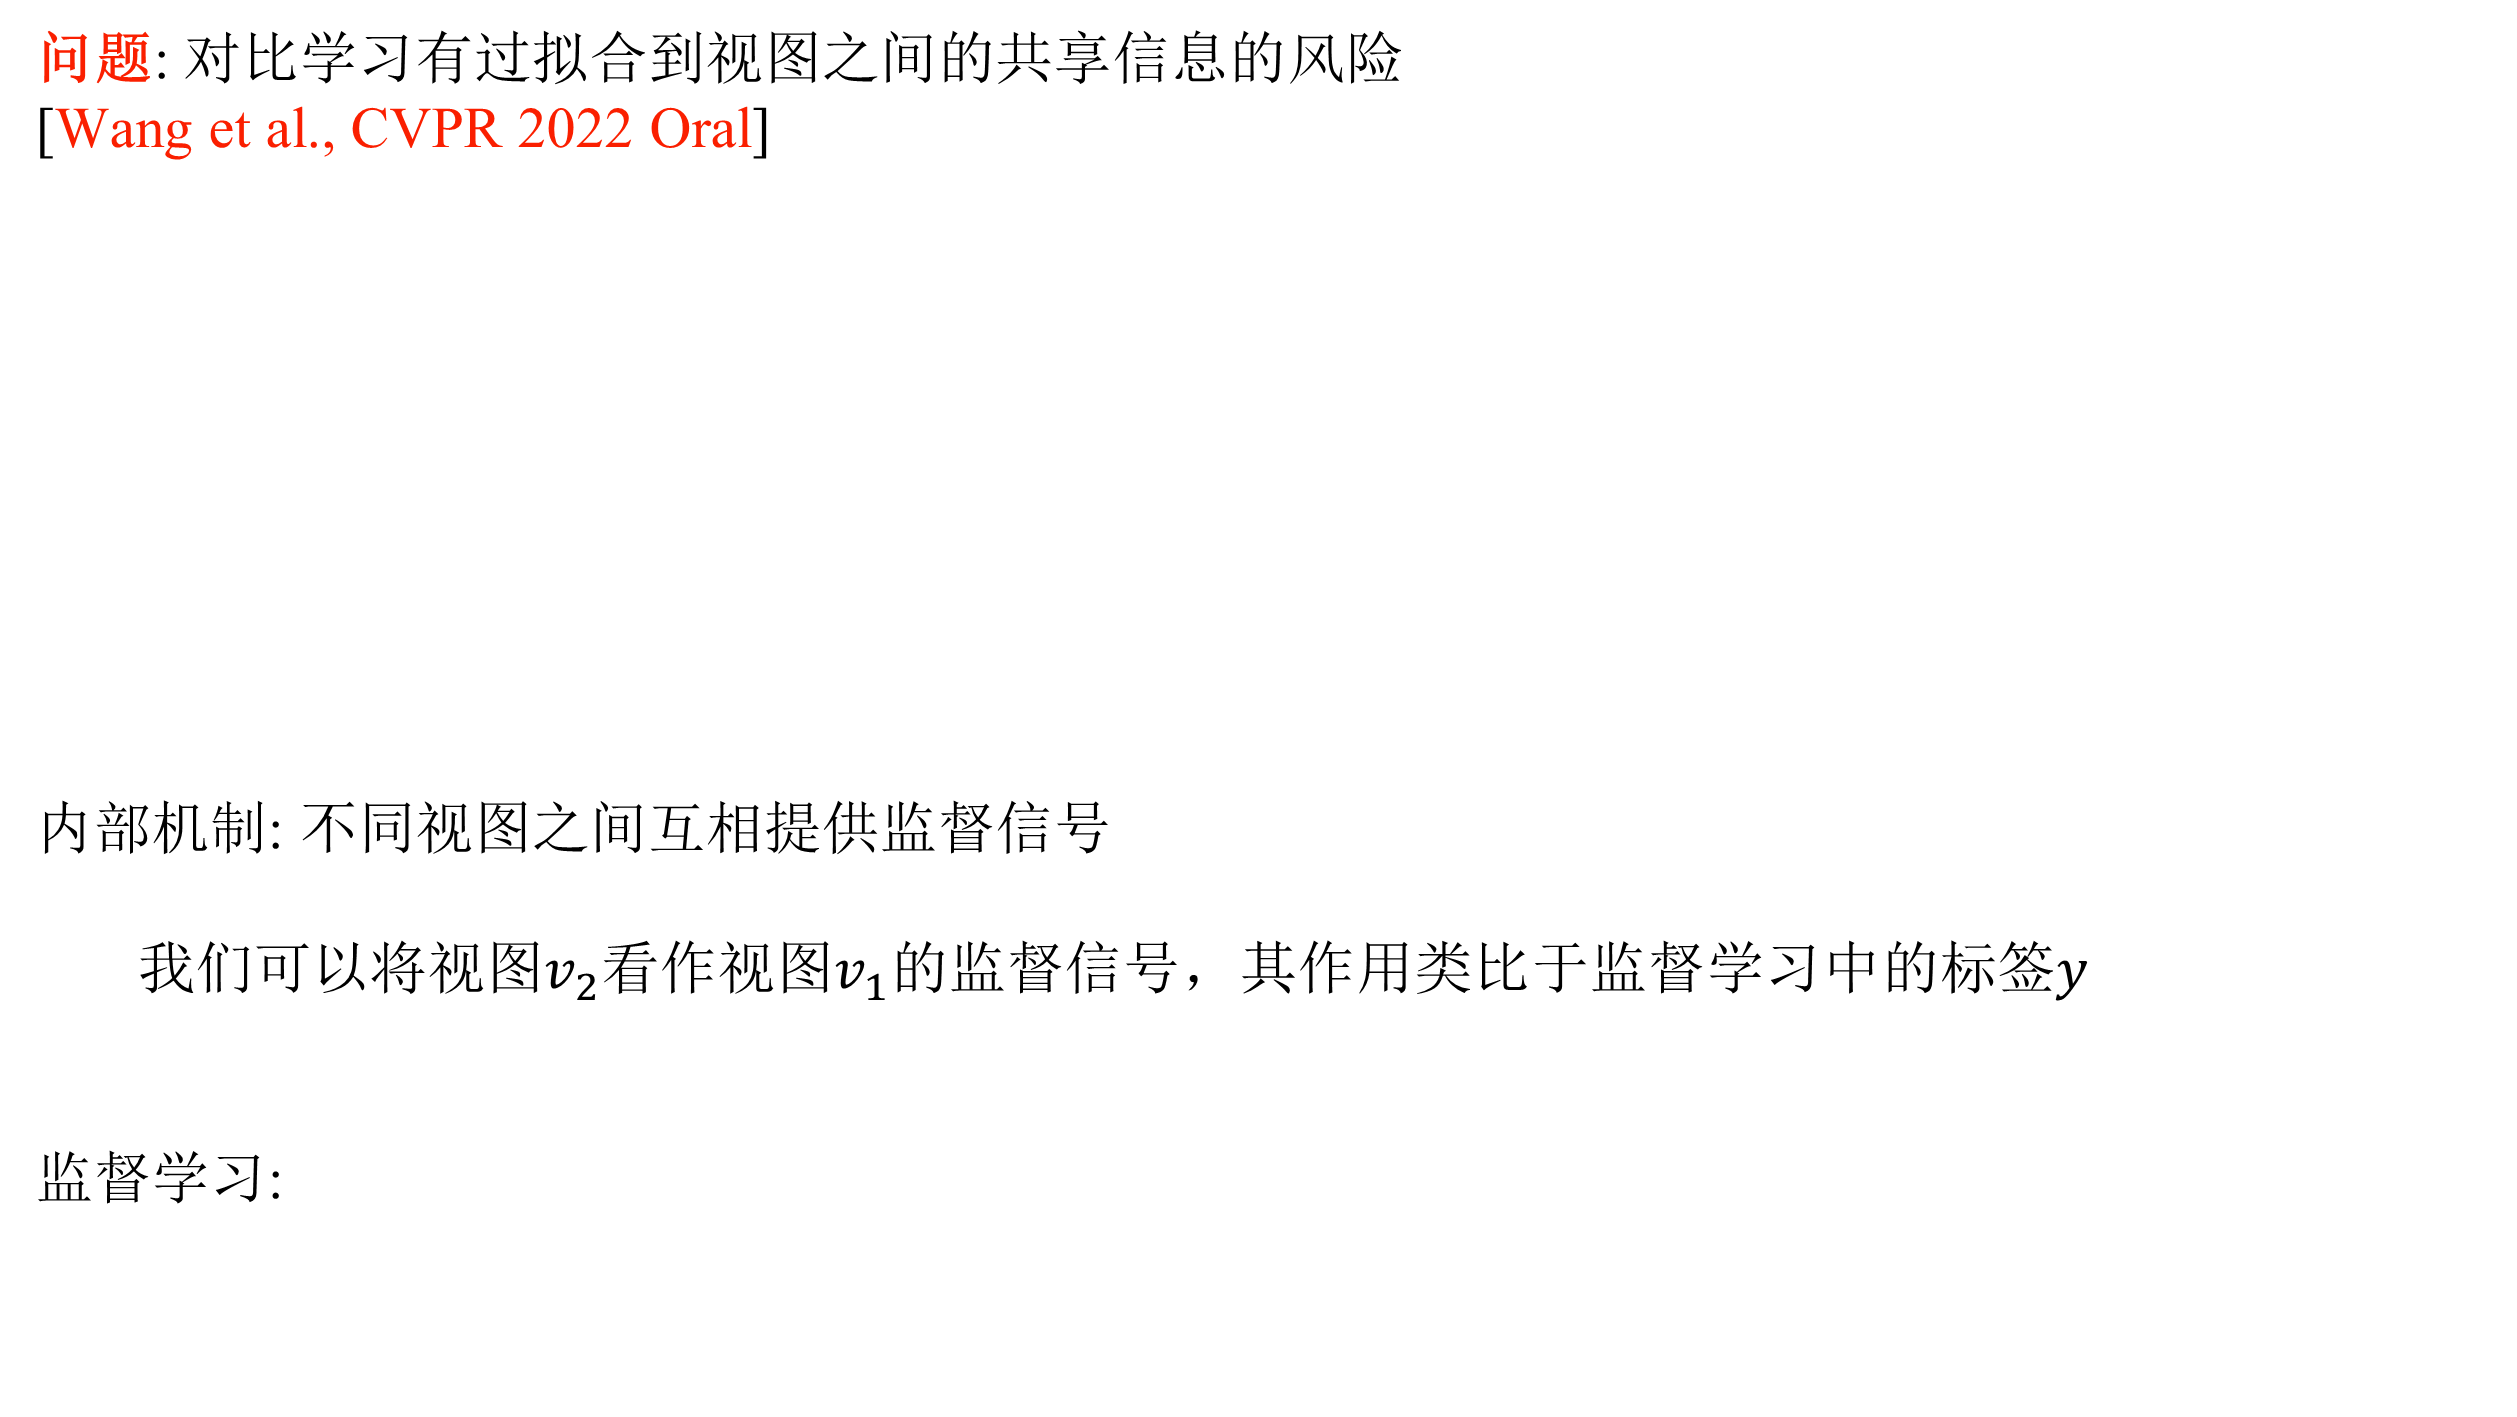 问题: 对比学习有过拟合到视图之间的共享信息的风险
[Wang et al., CVPR 2022 Oral]
内部机制: 不同视图之间互相提供监督信号
我们可以将视图v₂看作视图v₁的监督信号，其作用类比于监督学习中的标签y
监督学习: